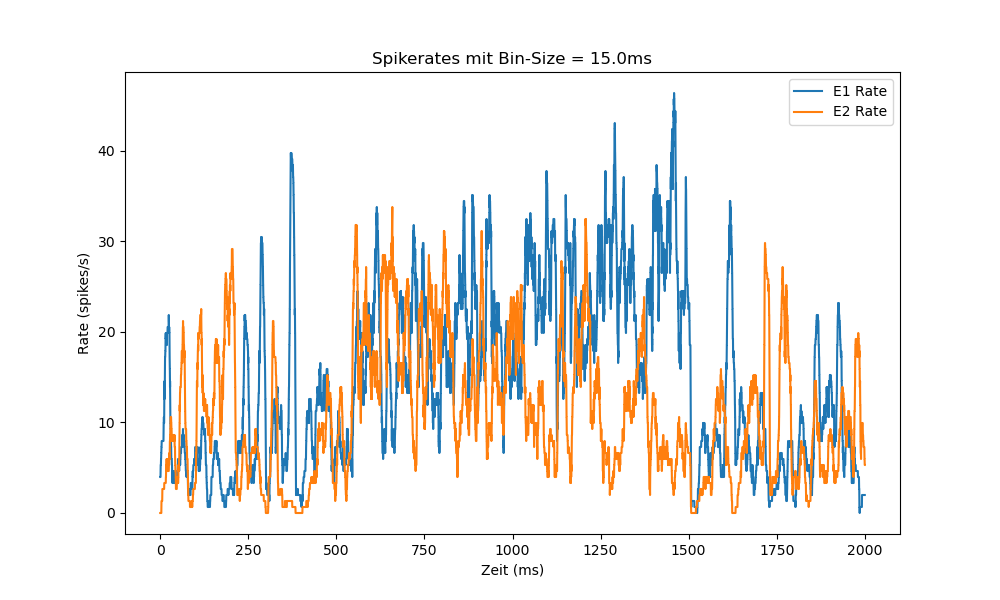 Spikerates mit Bin-Size = 15.0ms
E1 Rate
E2 Rate
40
30
20
10
0
Rate (spikes/s)
0 250 500 750 1000 1250 1500 1750 2000
Zeit (ms)